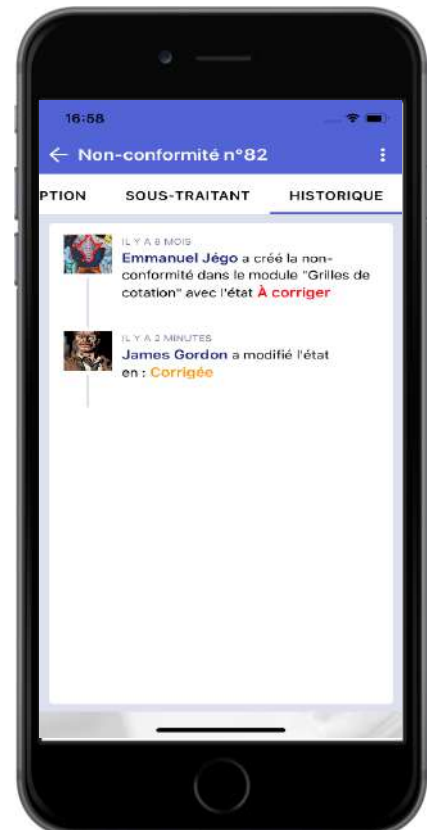 16:58
← Non-conformité n°82
PTION SOUS-TRAITANT HISTORIQUE
IL Y A 8 MOIS
Emmanuel Jégo a créé la non-
conformité dans le module "Grilles de
cotation" avec l'état À corriger
IL Y A 2 MINUTES
James Gordon a modifié l'état
en : Corrigée